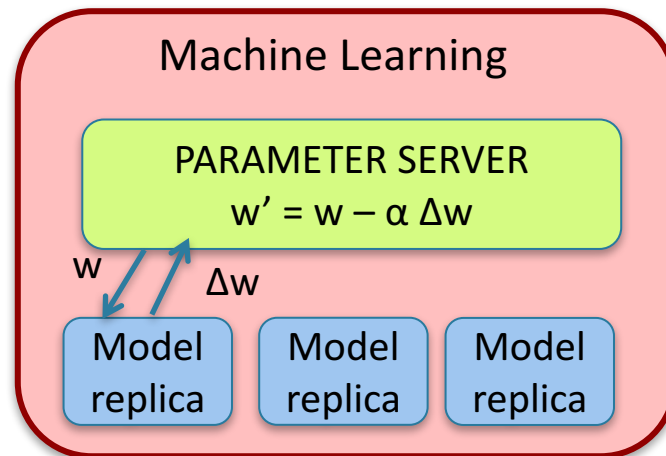 Machine Learning
PARAMETER SERVER
w’ = w – α Δw
w
Δw
Model
replica
Model
replica
Model
replica